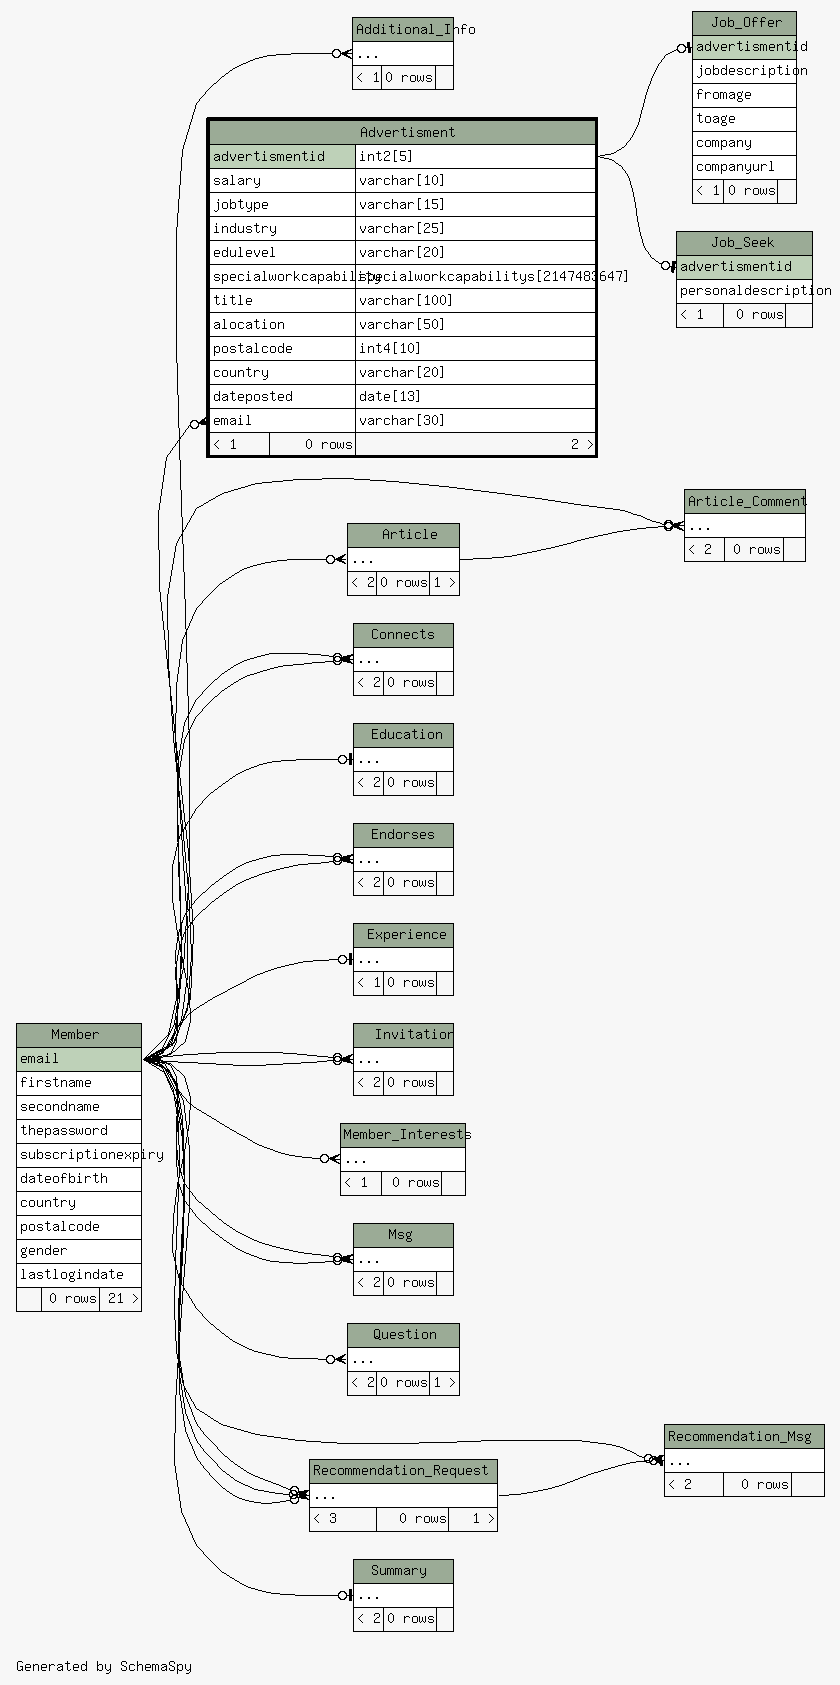 Additional_Info
...
< 1 0 rows
Job_Offer
advertismentid
jobdescription
fromage
toage
company
companyurl
< 1 0 rows
Advertisment
advertismentid int2[5]
salary varchar[10]
jobtype varchar[15]
industry varchar[25]
edulevel varchar[20]
specialworkcapability specialworkcapabilitys[2147483647]
title varchar[100]
alocation varchar[50]
postalcode int4[10]
country varchar[20]
dateposted date[13]
email varchar[30]
< 1 0 rows 2 >
Job_Seek
advertismentid
personaldescription
< 1 0 rows
Article_Comment
...
< 2 0 rows
Article
...
< 2 0 rows 1 >
Connects
...
< 2 0 rows
Education
...
< 2 0 rows
Endorses
...
< 2 0 rows
Experience
...
< 1 0 rows
Member
email
firstname
secondname
thepassword
subscriptionexpiry
dateofbirth
country
postalcode
gender
lastlogindate
0 rows 21 >
Invitation
...
< 2 0 rows
Member_Interests
...
< 1 0 rows
Msg
...
< 2 0 rows
Question
...
< 2 0 rows 1 >
Recommendation_Msg
...
< 2 0 rows
Recommendation_Request
...
< 3 0 rows 1 >
Summary
...
< 2 0 rows
Generated by SchemaSpy